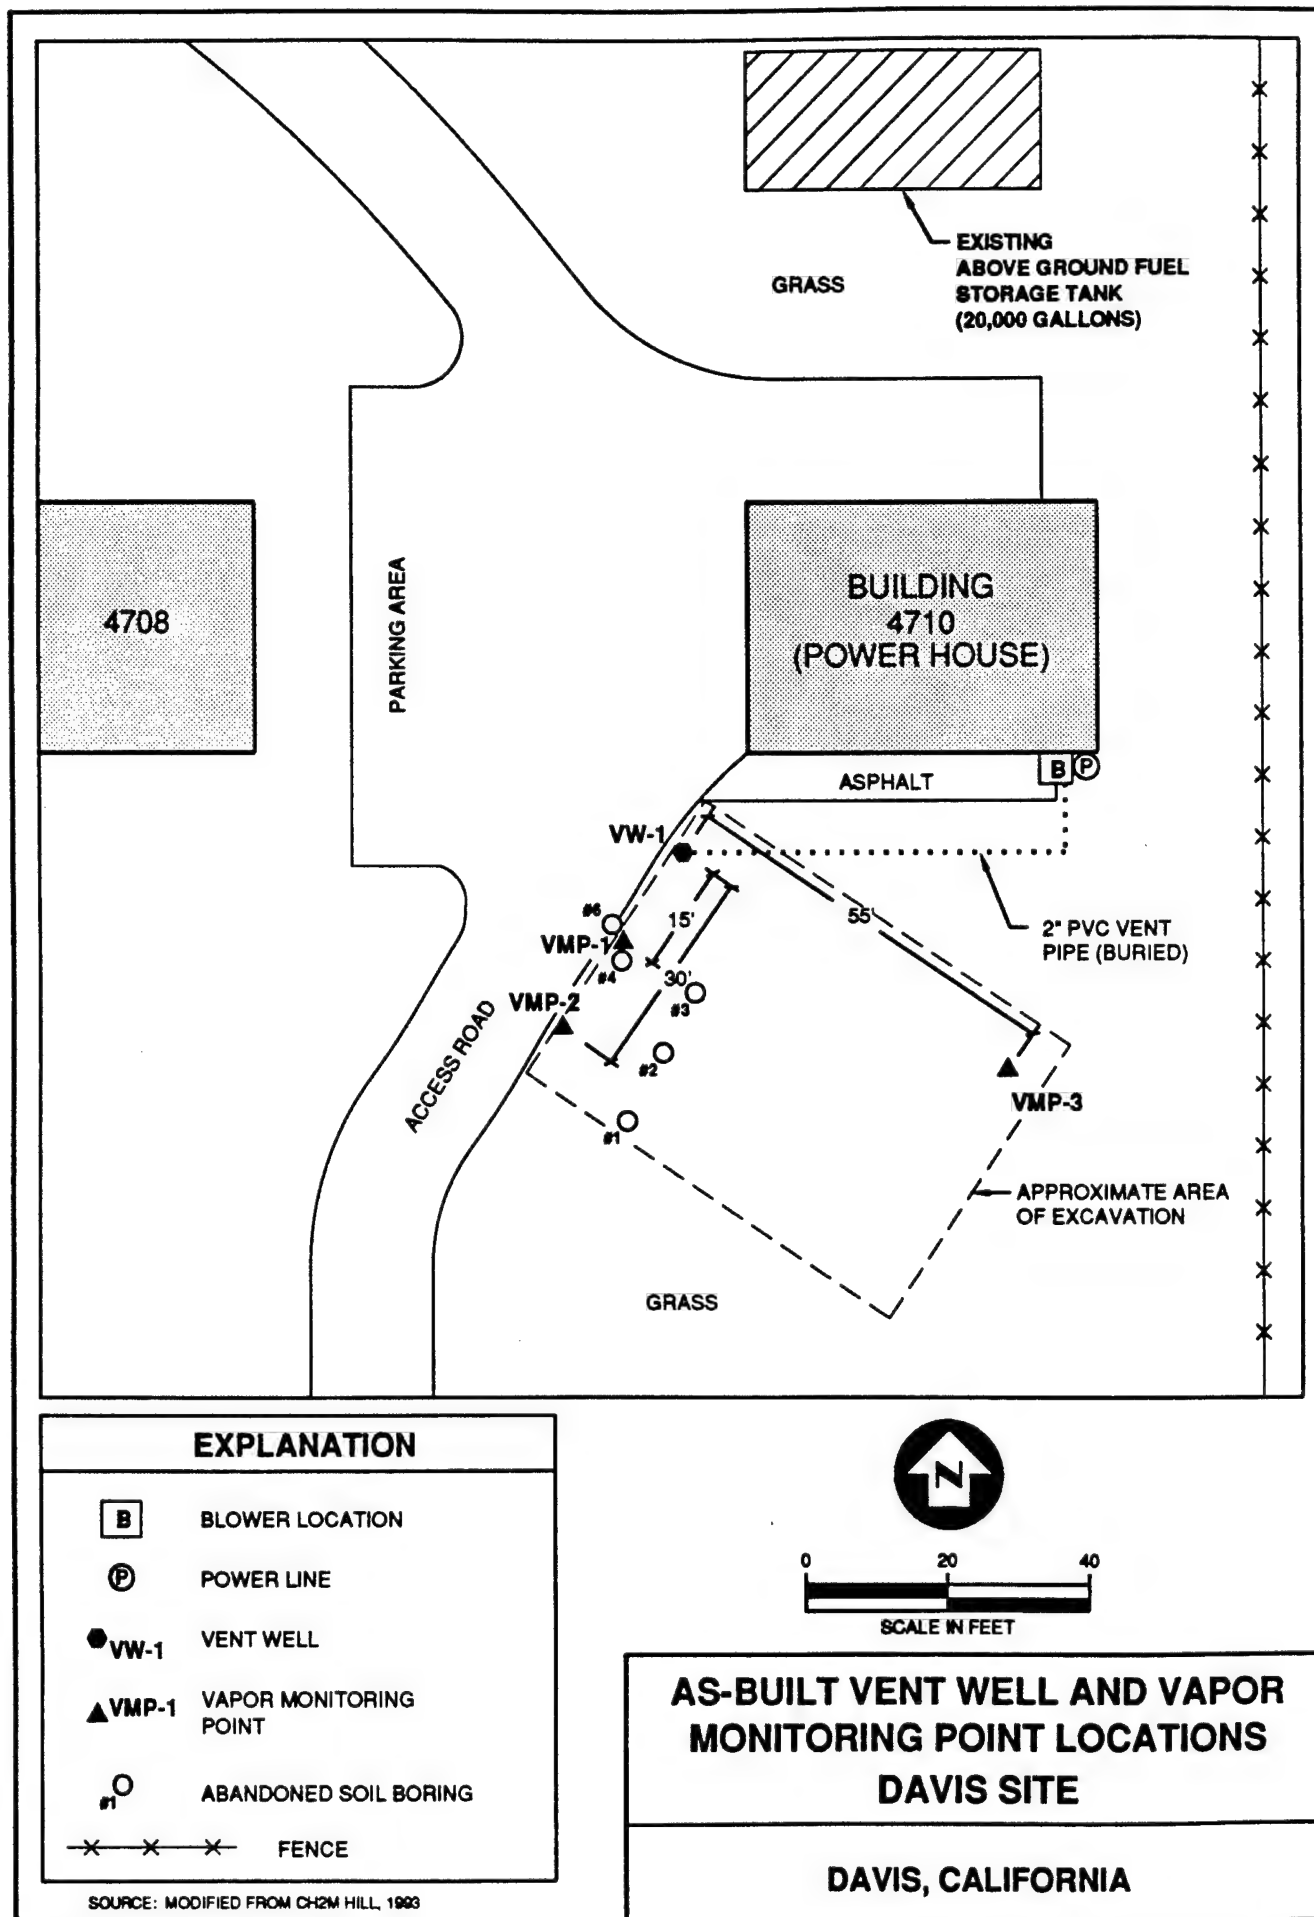 EXISTING
ABOVE GROUND FUEL
STORAGE TANK
(20,000 GALLONS)
GRASS
4708
PARKING AREA
BUILDING
4710
(POWER HOUSE)
ASPHALT
B
P
VW-1
#6
15'
55'
2" PVC VENT
PIPE (BURIED)
VMP-1
#4
30'
#3
VMP-2
ACCESS ROAD
#2
VMP-3
#1
APPROXIMATE AREA
OF EXCAVATION
GRASS
EXPLANATION
B BLOWER LOCATION
P POWER LINE
VW-1 VENT WELL
VMP-1 VAPOR MONITORING
POINT
#1 ABANDONED SOIL BORING
FENCE
SOURCE: MODIFIED FROM CH2M HILL, 1993
N
0 20 40
SCALE IN FEET
AS-BUILT VENT WELL AND VAPOR
MONITORING POINT LOCATIONS
DAVIS SITE
DAVIS, CALIFORNIA